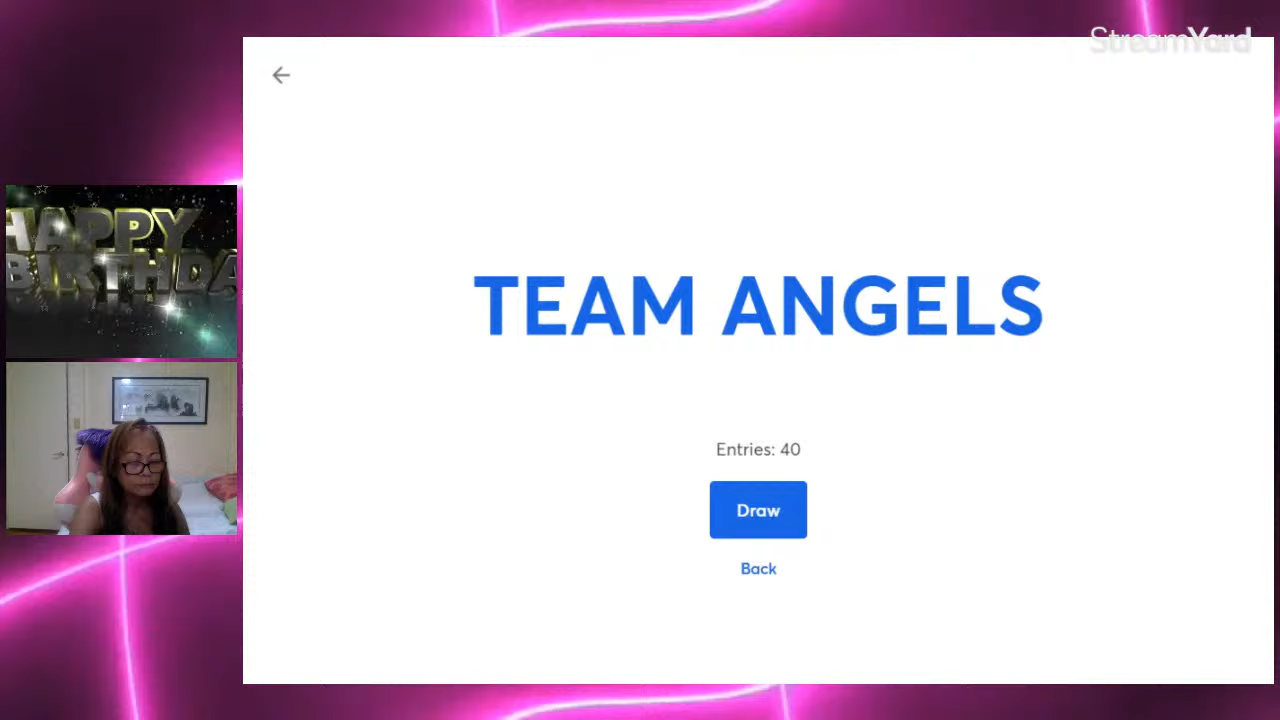 StreamYard
TEAM ANGELS
HAPPY
BIRTHDA
Entries: 40
Draw
Back